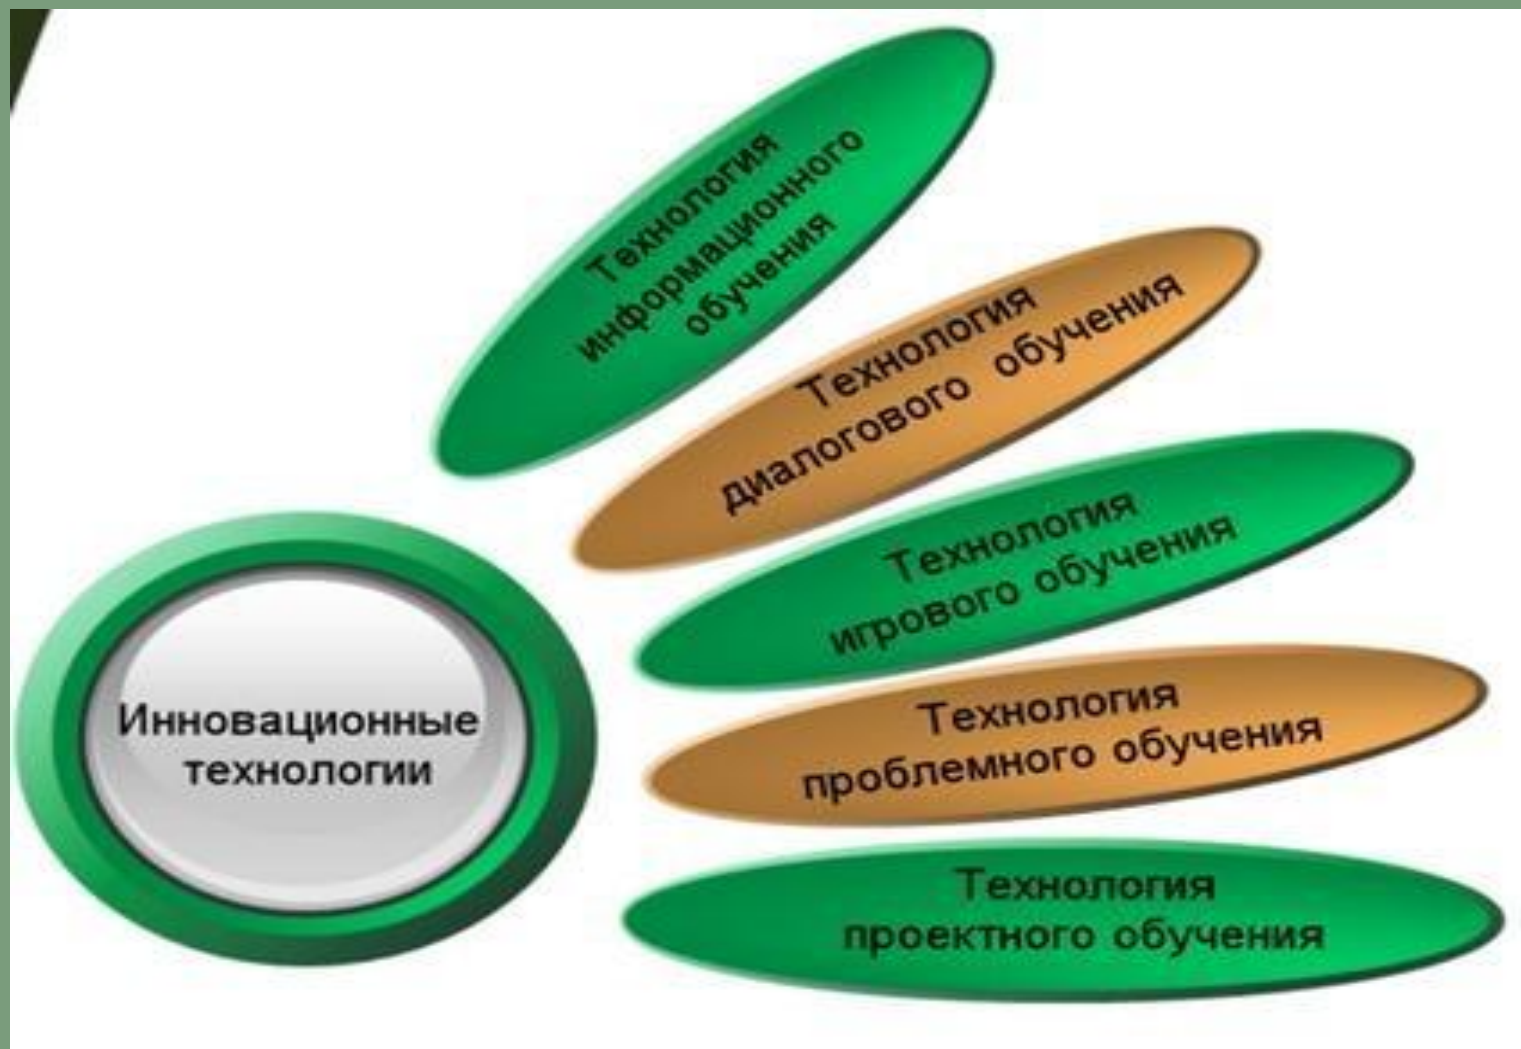 Технология
информационного
обучения
Технология
диалогового обучения
Технология
игрового обучения
Технология
проблемного обучения
Технология
проектного обучения
Инновационные
технологии